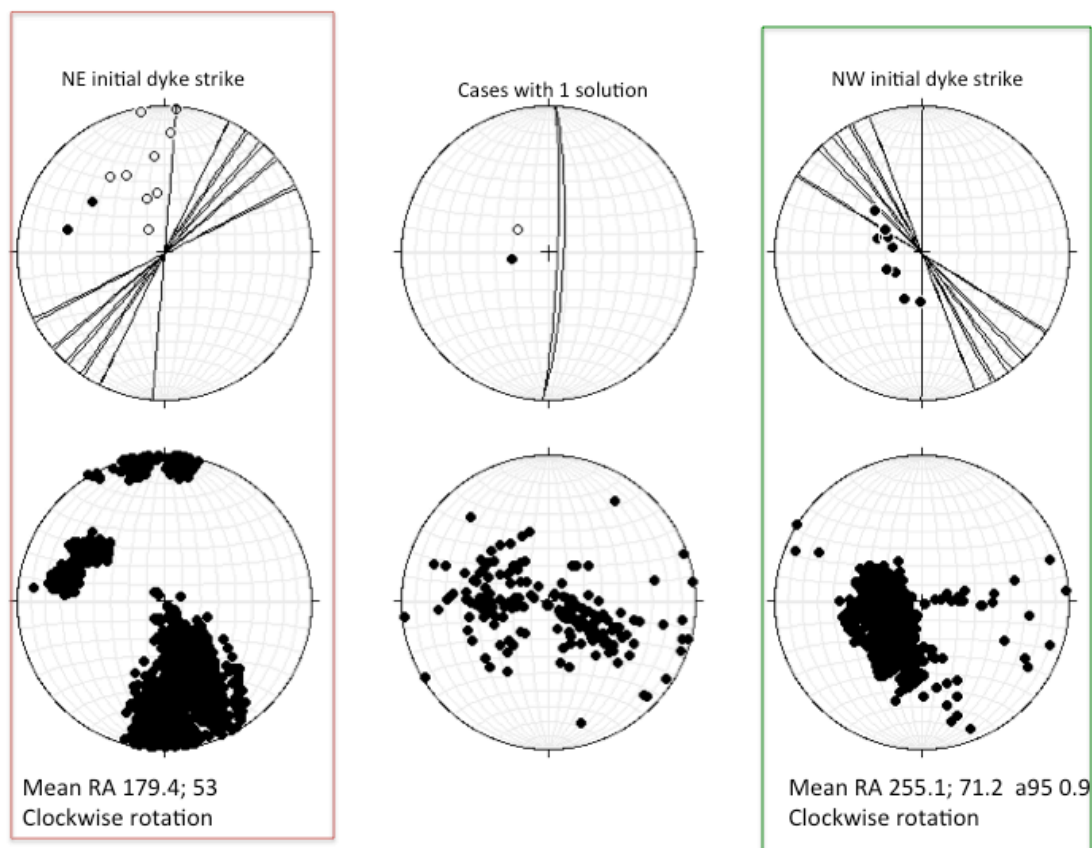 NE initial dyke strike
Cases with 1 solution
NW initial dyke strike
Mean RA 179.4; 53
Clockwise rotation
Mean RA 255.1; 71.2 a95 0.9
Clockwise rotation